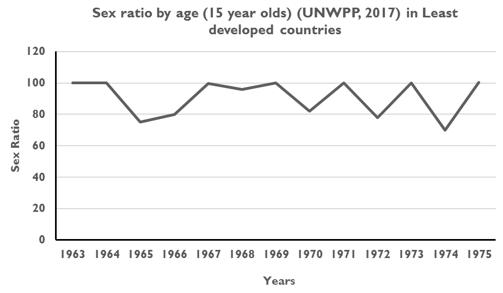 Sex ratio by age (15 year olds) (UNWPP, 2017) in Least
developed countries
120
100
80
60
40
20
0
Sex Ratio
1963 1964 1965 1966 1967 1968 1969 1970 1971 1972 1973 1974 1975
Years